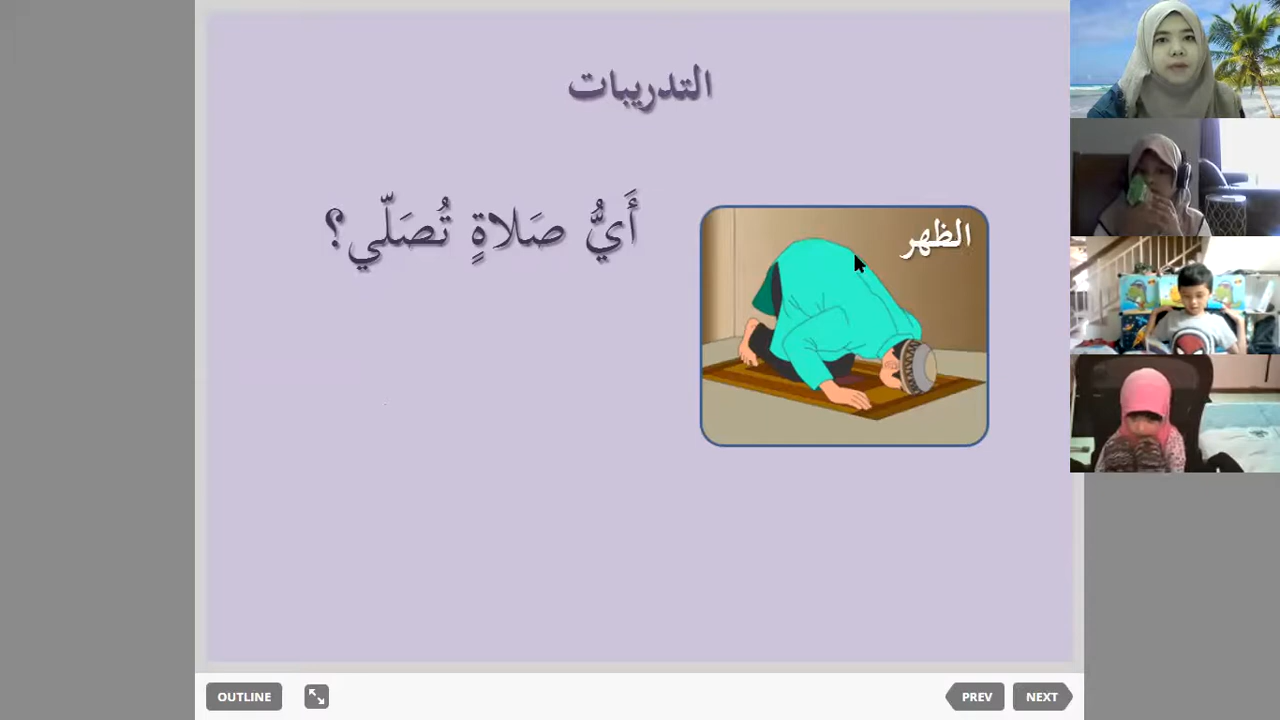 التدريبات
الظهر
أَيُّ صَلاةٍ تُصَلّي؟
OUTLINE
PREV
NEXT